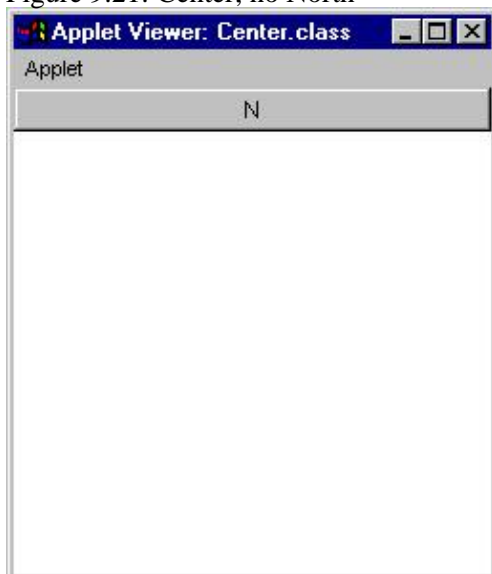 Figure 9.21: Center, no North
Applet Viewer: Center.class
Applet
N